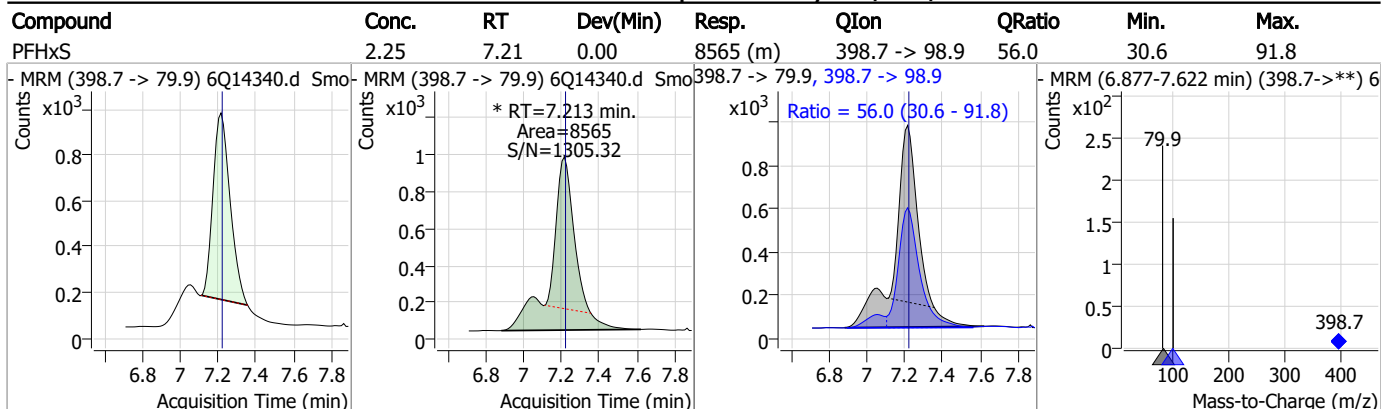 Compound Conc. RT Dev(Min) Resp. QIon QRatio Min. Max.
PFHxS 2.25 7.21 0.00 8565 (m) 398.7 -> 98.9 56.0 30.6 91.8
- MRM (398.7 -> 79.9) 6Q14340.d Smo
x10³
Counts
0.8
0.6
0.4
0.2
0
6.8 7 7.2 7.4 7.6 7.8
Acquisition Time (min)
- MRM (398.7 -> 79.9) 6Q14340.d Smo
x10³
Counts
* RT=7.213 min.
Area=8565
S/N=1305.32
1
0.8
0.6
0.4
0.2
0
6.8 7 7.2 7.4 7.6 7.8
Acquisition Time (min)
398.7 -> 79.9, 398.7 -> 98.9
x10³
Counts
Ratio = 56.0 (30.6 - 91.8)
0.8
0.6
0.4
0.2
0
6.8 7 7.2 7.4 7.6 7.8
Acquisition Time (min)
- MRM (6.877-7.622 min) (398.7->**) 6
x10²
Counts
79.9
2.5
2
1.5
1
0.5
0
398.7
100 200 300 400
Mass-to-Charge (m/z)